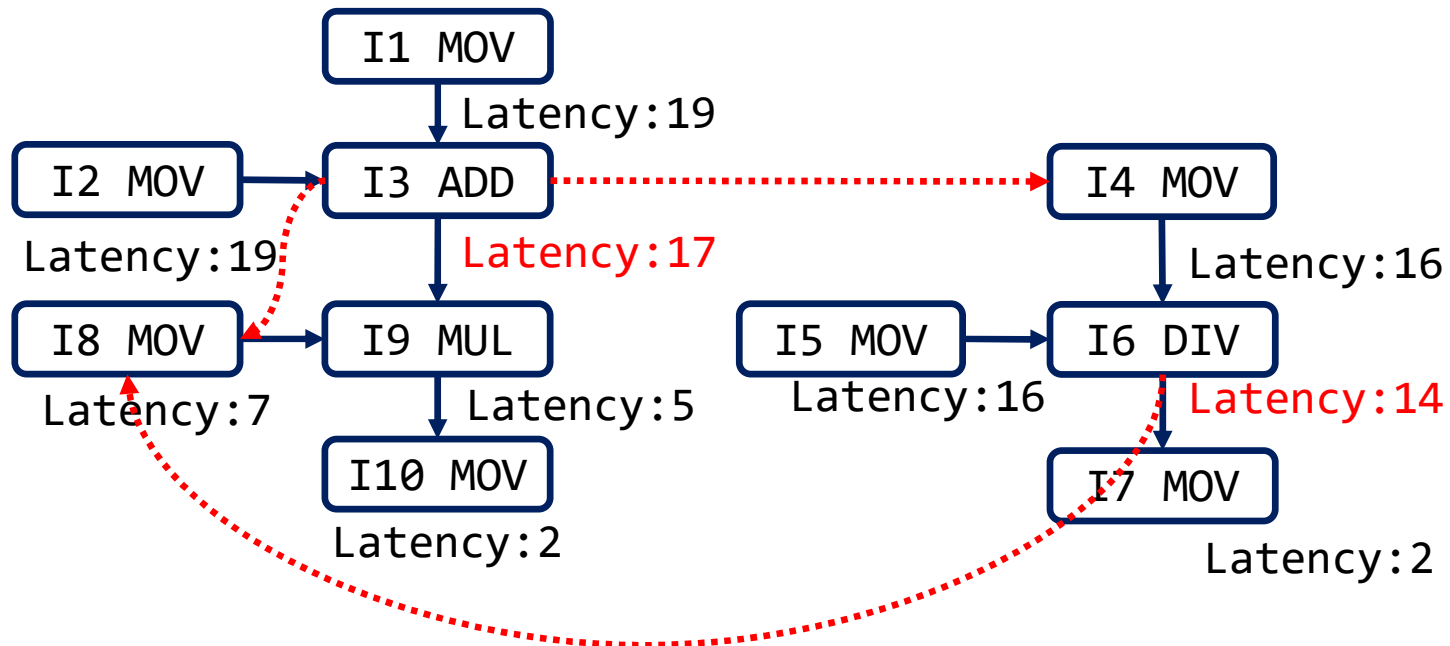 I1 MOV
Latency:19
I2 MOV
I3 ADD
I4 MOV
Latency:19
Latency:17
Latency:16
I8 MOV
I9 MUL
I5 MOV
I6 DIV
Latency:7
Latency:5
Latency:16
Latency:14
I10 MOV
I7 MOV
Latency:2
Latency:2